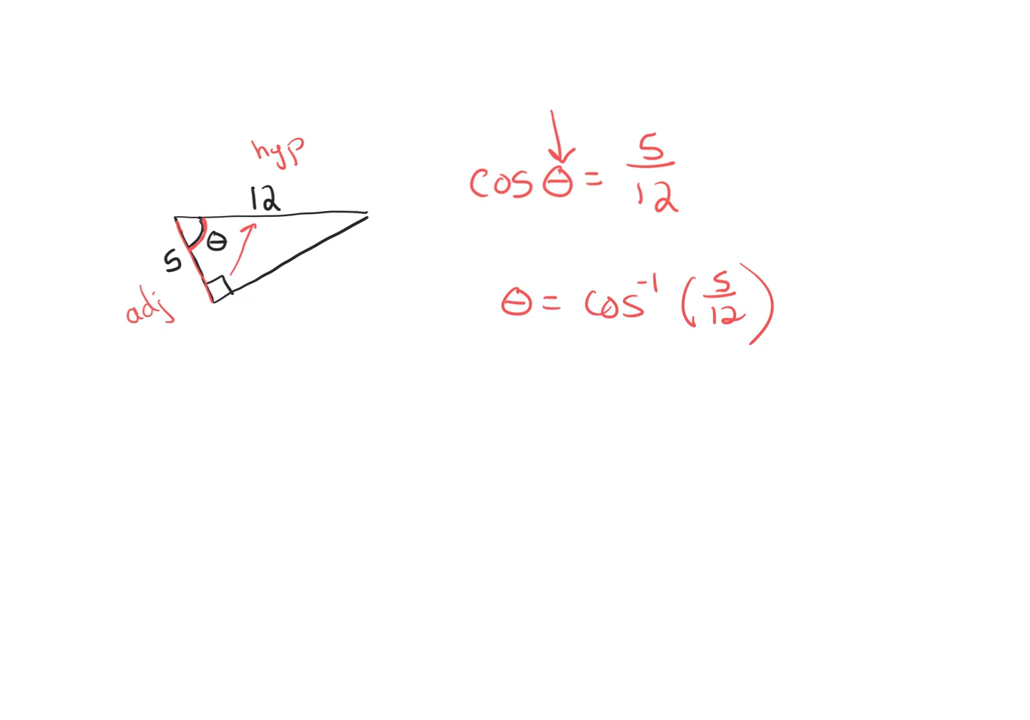 hyp
12
θ
5
adj
cos θ = 5/12
θ = cos⁻¹ (5/12)